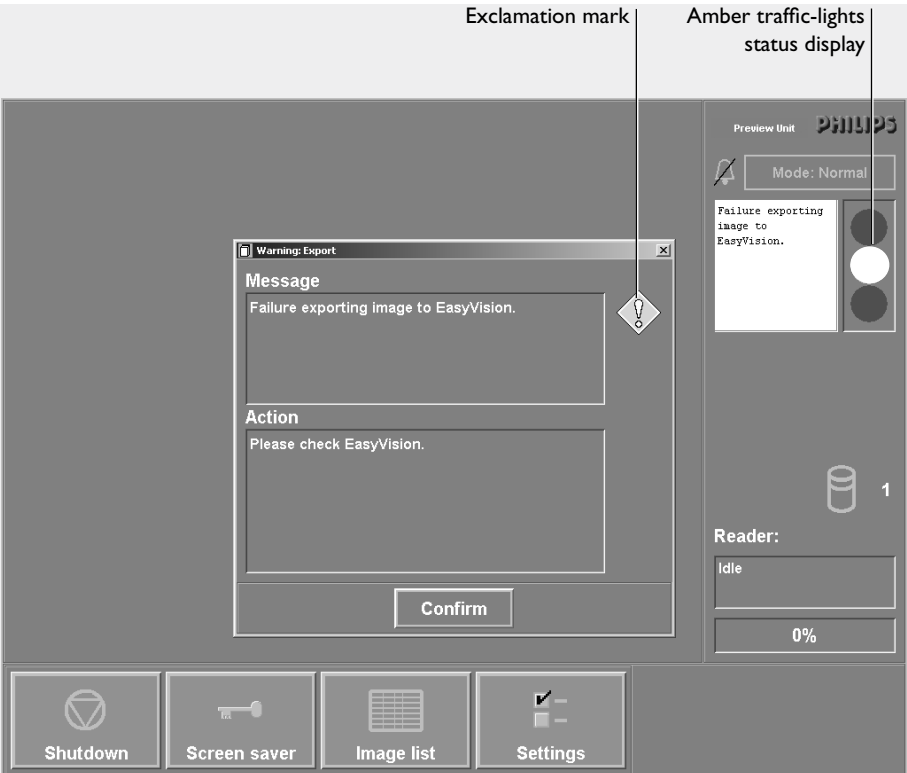 Exclamation mark
Amber traffic-lights
status display
Preview Unit PHILIPS
Mode: Normal
Failure exporting
image to
EasyVision.
Warning: Export
Message
Failure exporting image to EasyVision.
Action
Please check EasyVision.
Confirm
1
Reader:
Idle
0%
Shutdown
Screen saver
Image list
Settings